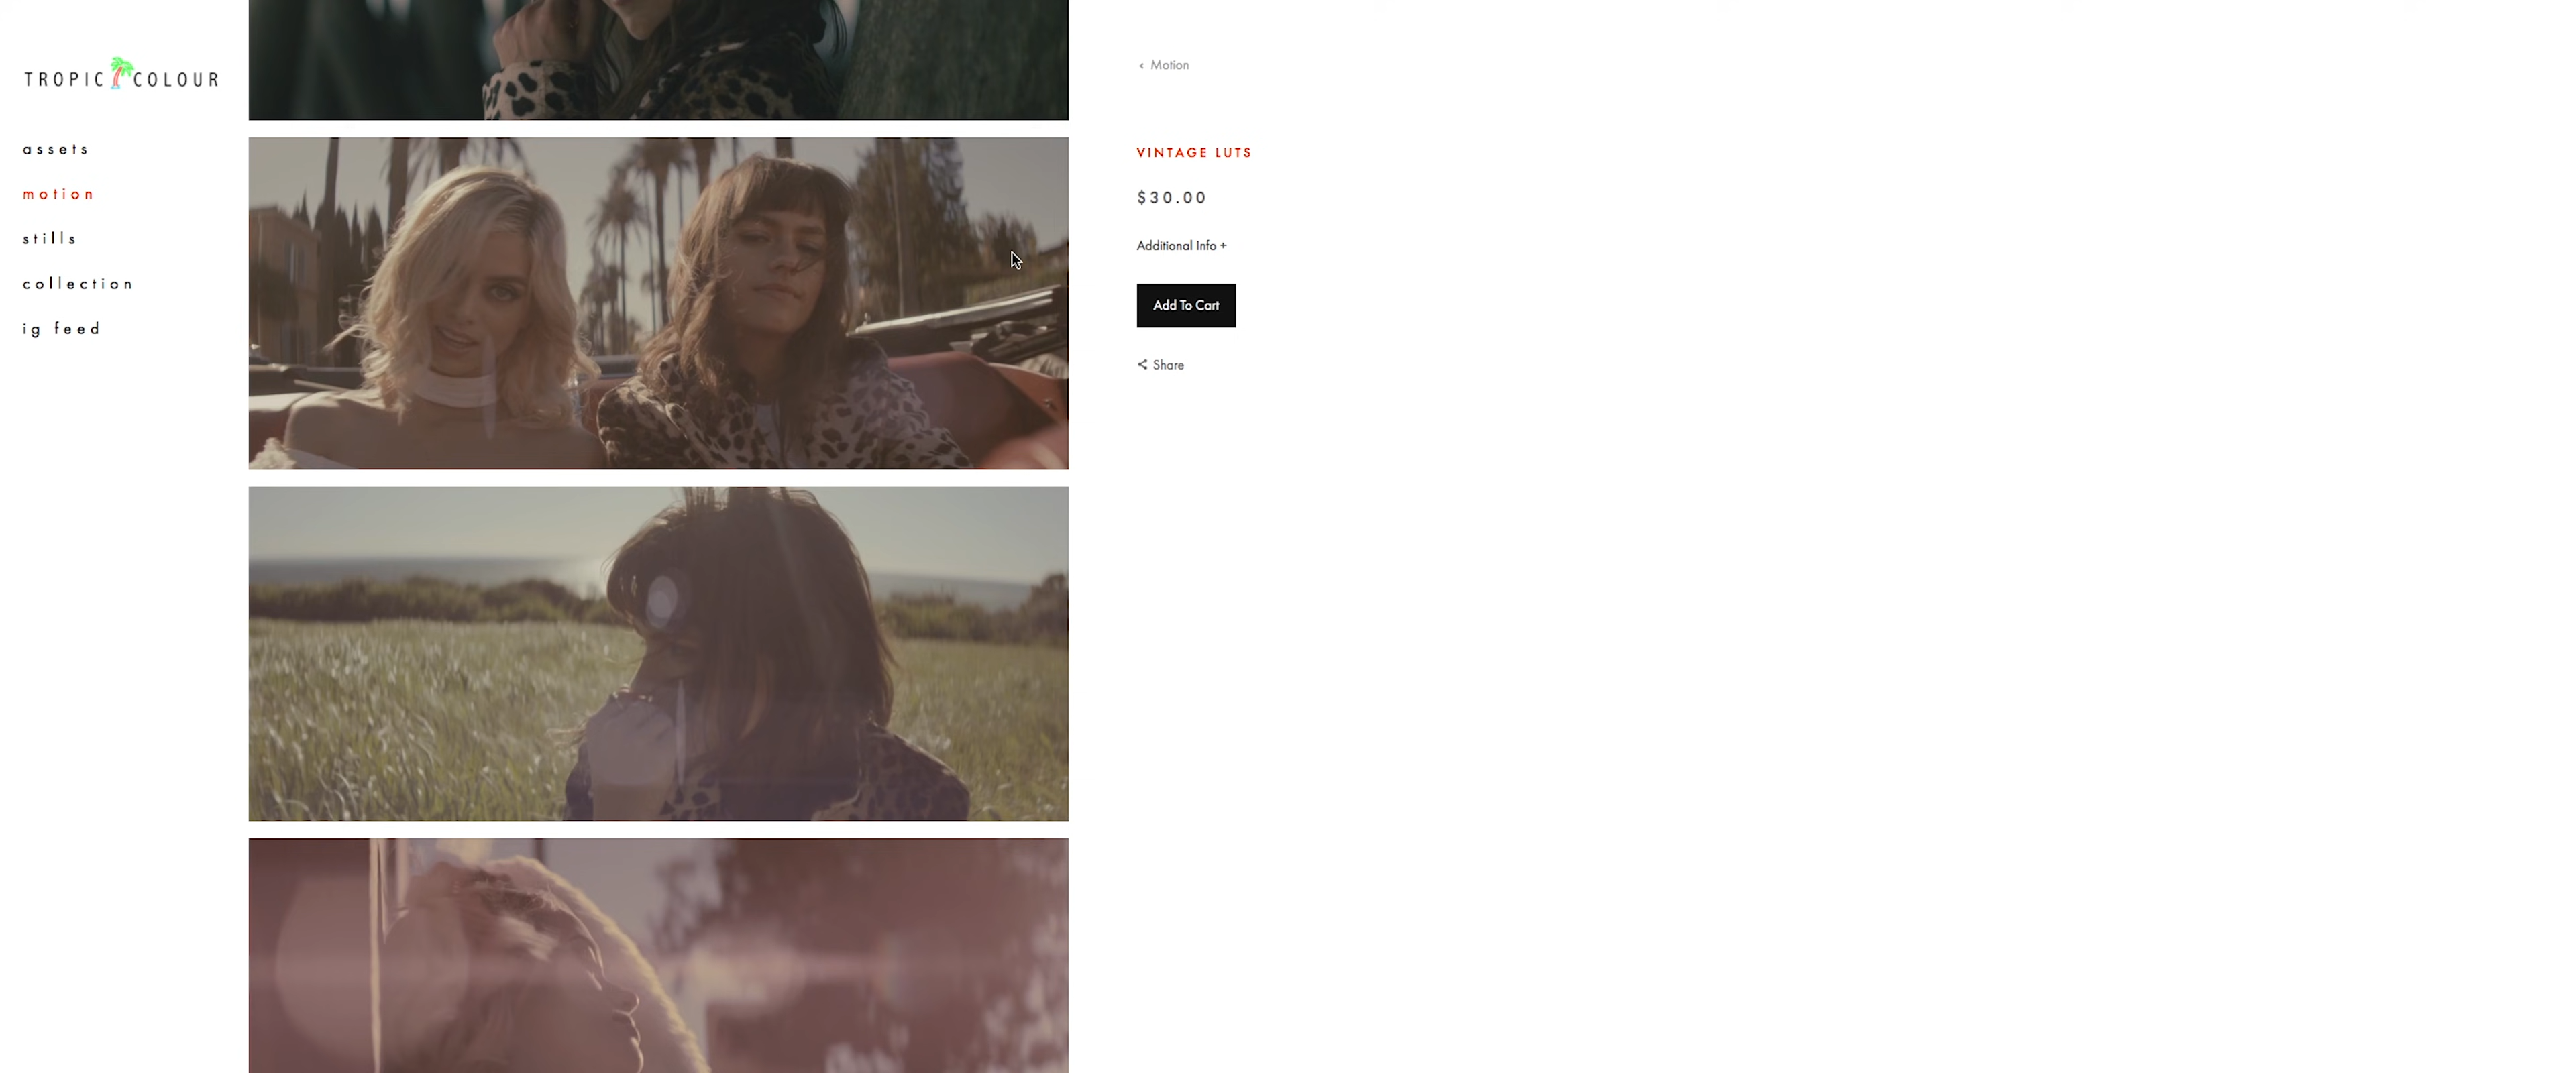 TROPIC COLOUR
assets
motion
stills
collection
ig feed
‹ Motion
VINTAGE LUTS
$30.00
Additional Info +
Add To Cart
Share